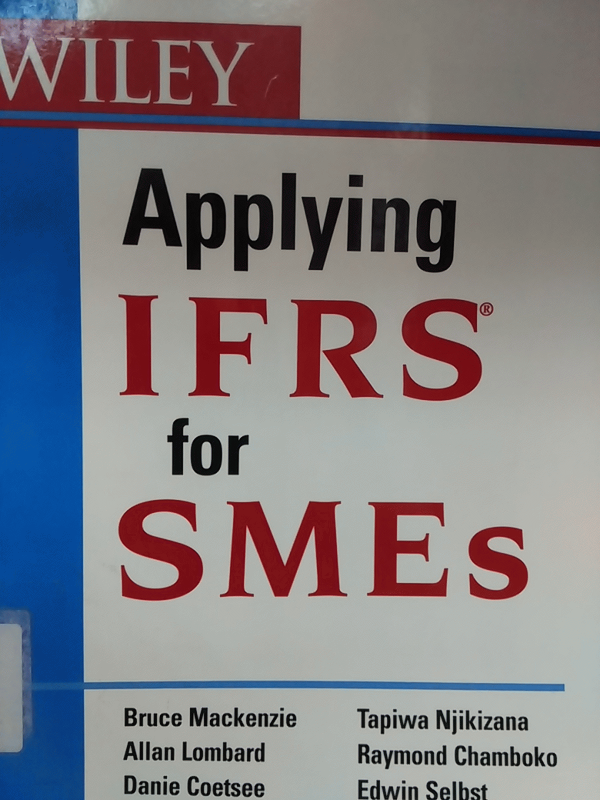 WILEY
Applying
IFRS®
for
SMEs
Bruce Mackenzie
Allan Lombard
Danie Coetsee
Tapiwa Njikizana
Raymond Chamboko
Edwin Selbst